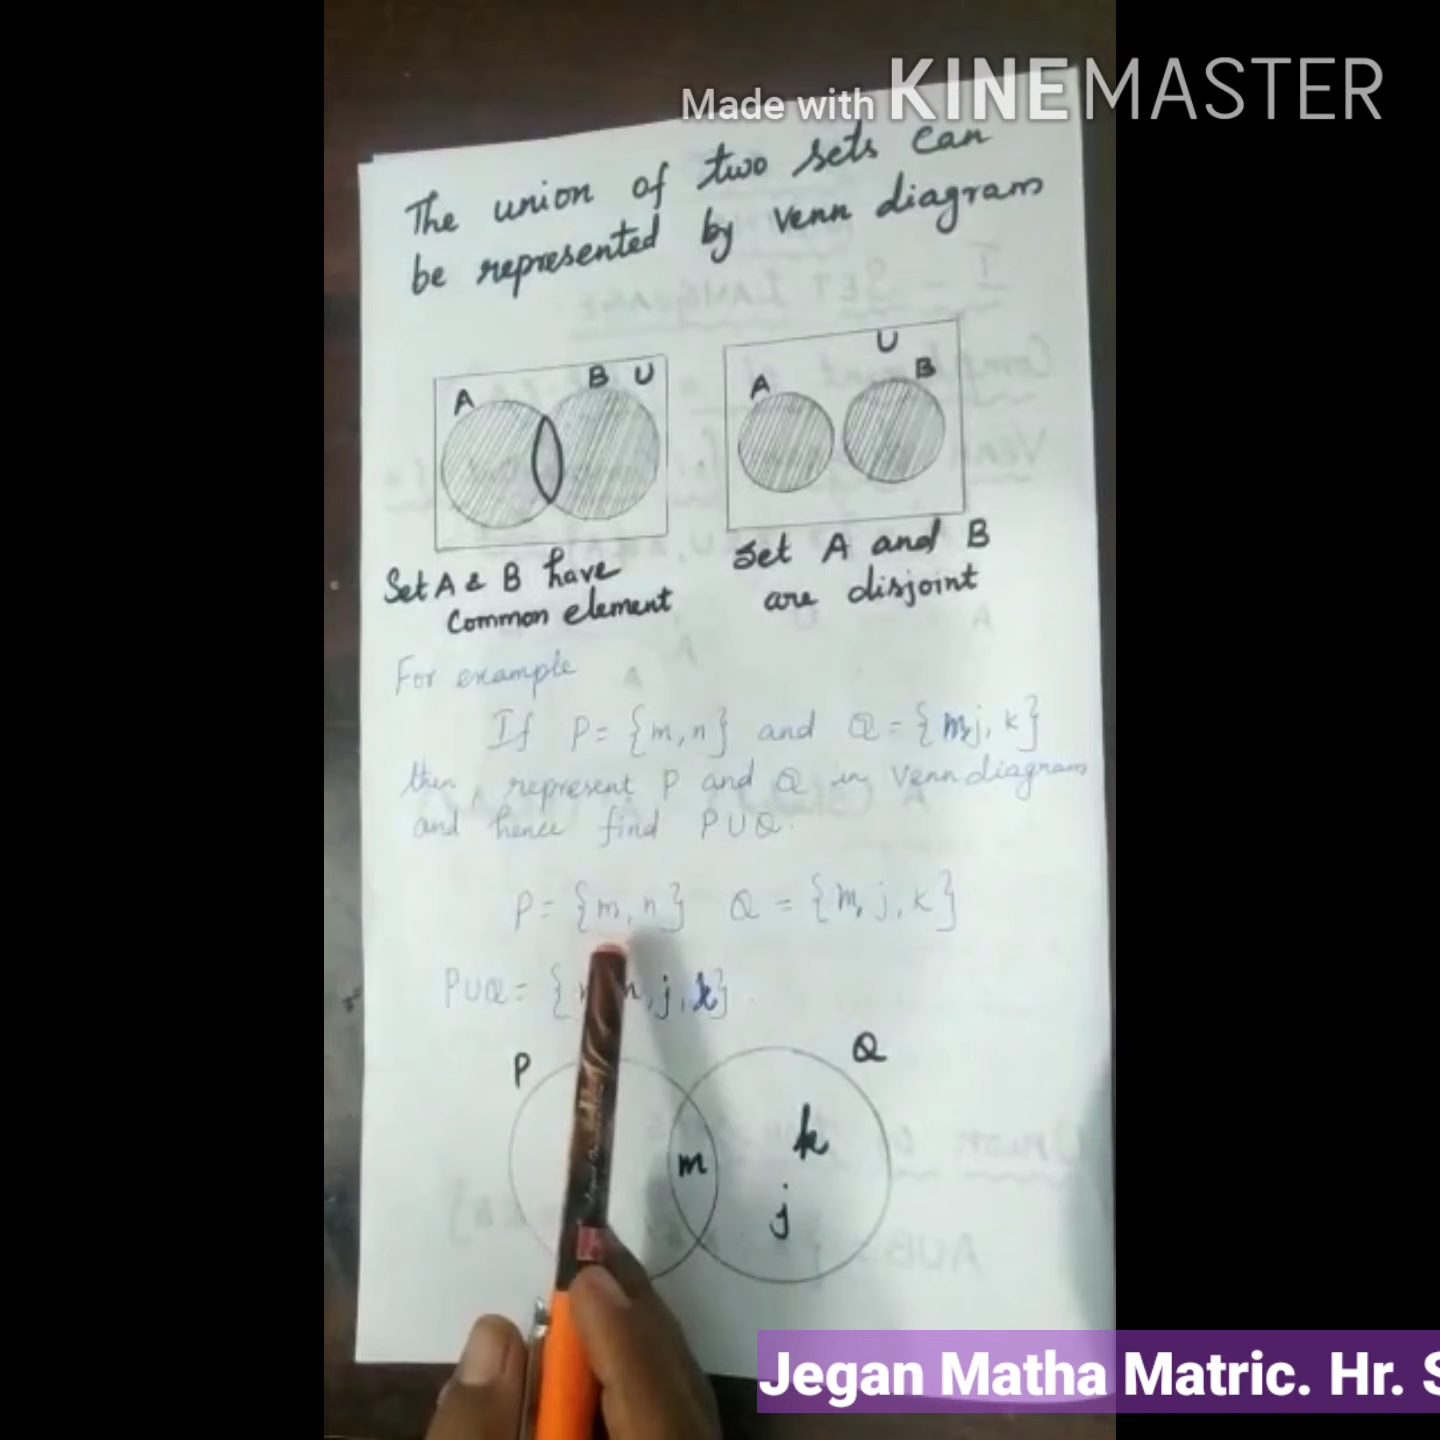 Made with KINEMASTER
The union of two sets can
be represented by Venn diagram
A B U
A U B
Set A & B have
Common element
Set A and B
are disjoint
For example
If P = {m, n} and Q = {m, j, k}
then, represent P and Q in Venn diagram
and hence find P U Q.
P = {m, n} Q = {m, j, k}
PUQ = { n, j, k}.
P Q
k
m
j
Jegan Matha Matric. Hr. S